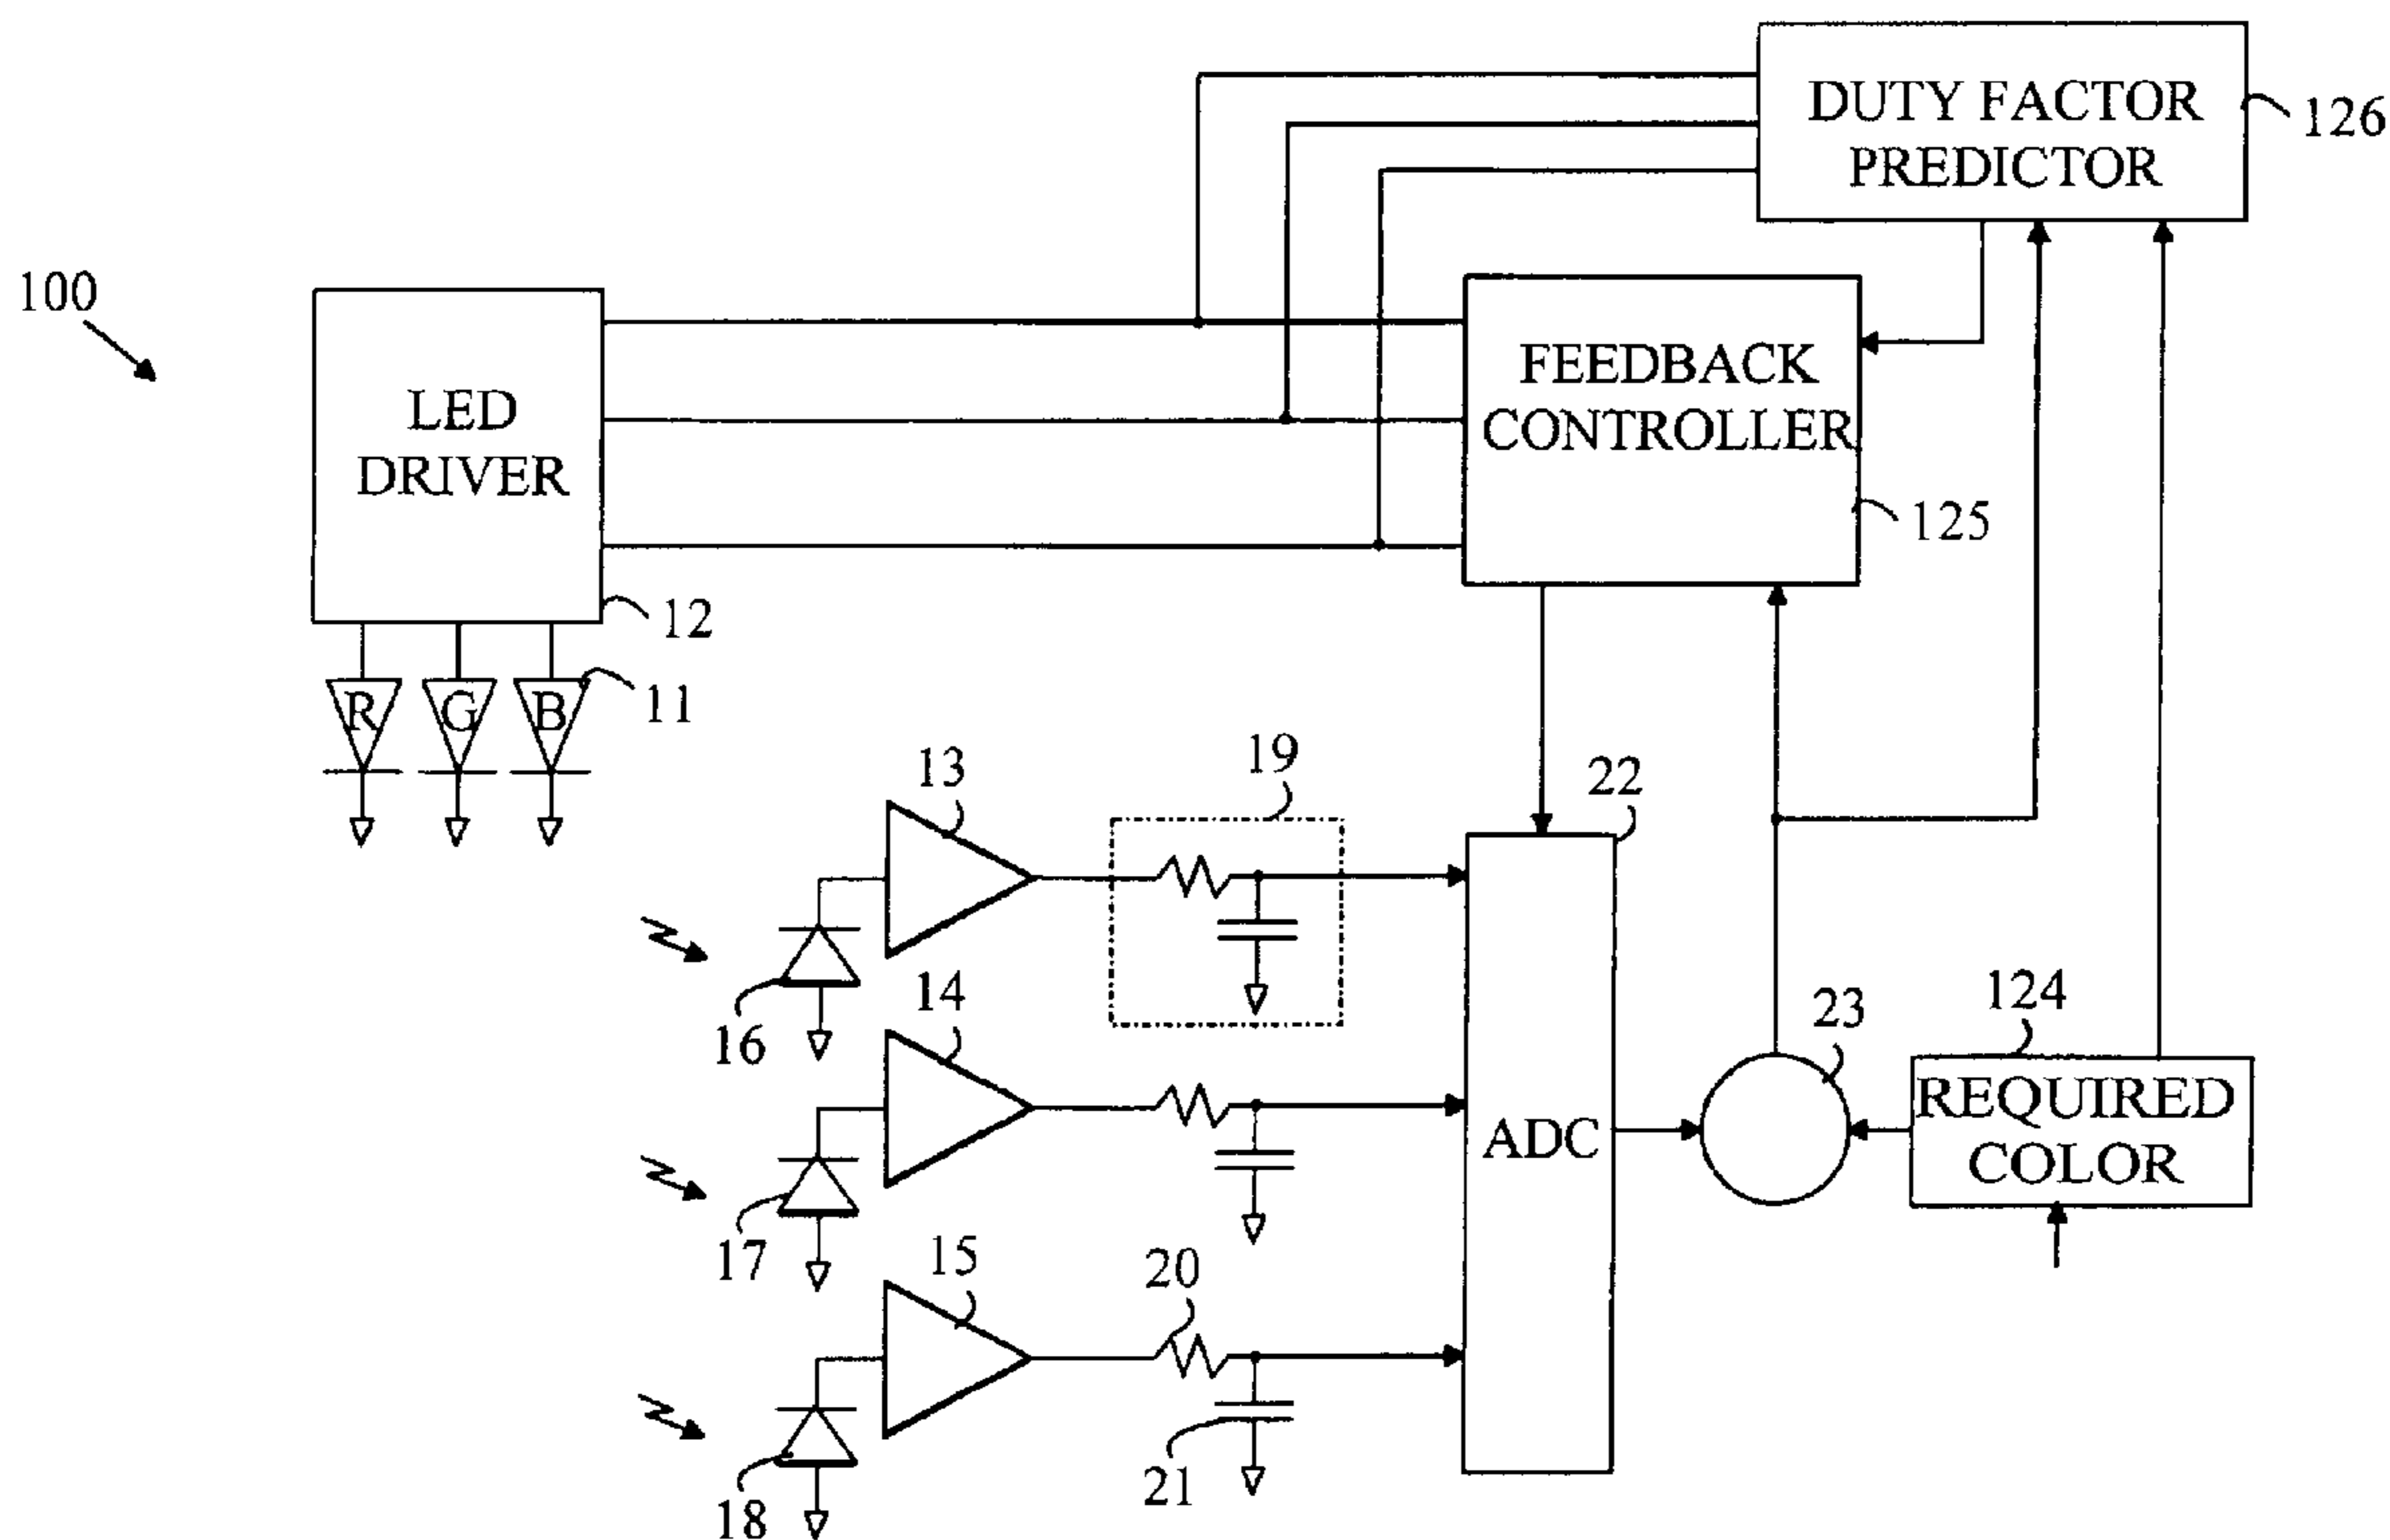 DUTY FACTOR
PREDICTOR
126
100
LED
DRIVER
12
FEEDBACK
CONTROLLER
125
R
G
B
11
13
19
22
16
14
124
23
REQUIRED
COLOR
ADC
17
15
20
18
21